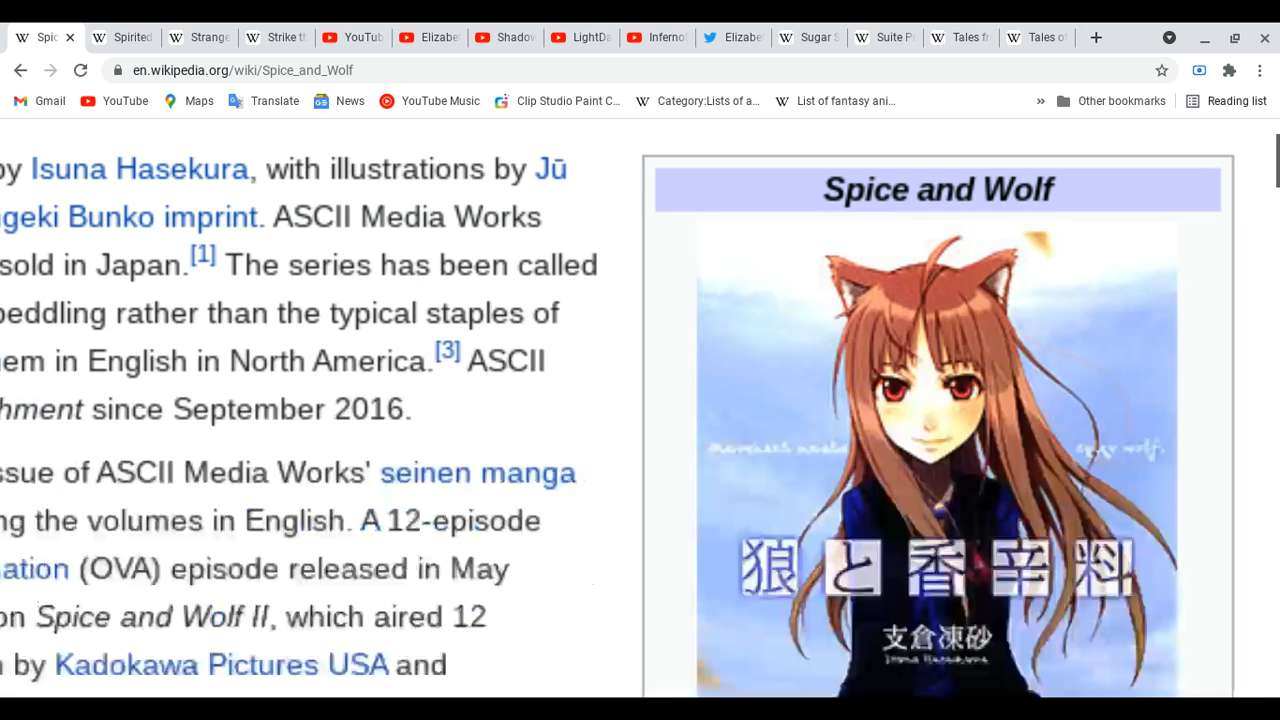 Spic
Spirited
Strange
Strike t
YouTub
Elizabe
Shadov
LightDa
Inferno
Elizabe
Sugar S
Suite P
Tales f
Tales of
en.wikipedia.org/wiki/Spice_and_Wolf
Gmail
YouTube
Maps
Translate
News
YouTube Music
Clip Studio Paint C...
Category:Lists of a...
List of fantasy ani...
Other bookmarks
Reading list
by Isuna Hasekura, with illustrations by Jū
ngeki Bunko imprint. ASCII Media Works
sold in Japan.[1] The series has been called
peddling rather than the typical staples of
em in English in North America.[3] ASCII
hment since September 2016.
ssue of ASCII Media Works' seinen manga
ng the volumes in English. A 12-episode
ation (OVA) episode released in May
on Spice and Wolf II, which aired 12
n by Kadokawa Pictures USA and
Spice and Wolf
spicy wolf.
狼と香辛料
支倉凍砂
Isuna Hasekura